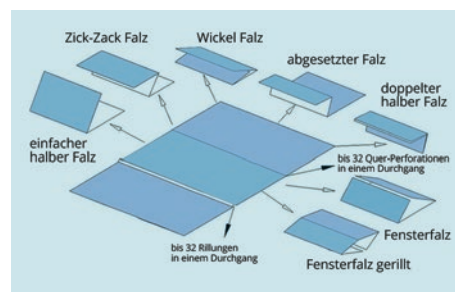 Zick-Zack Falz
Wickel Falz
abgesetzter Falz
doppelter
halber Falz
einfacher
halber Falz
bis 32 Quer-Perforationen
in einem Durchgang
Fensterfalz
bis 32 Rillungen
in einem Durchgang
Fensterfalz gerillt